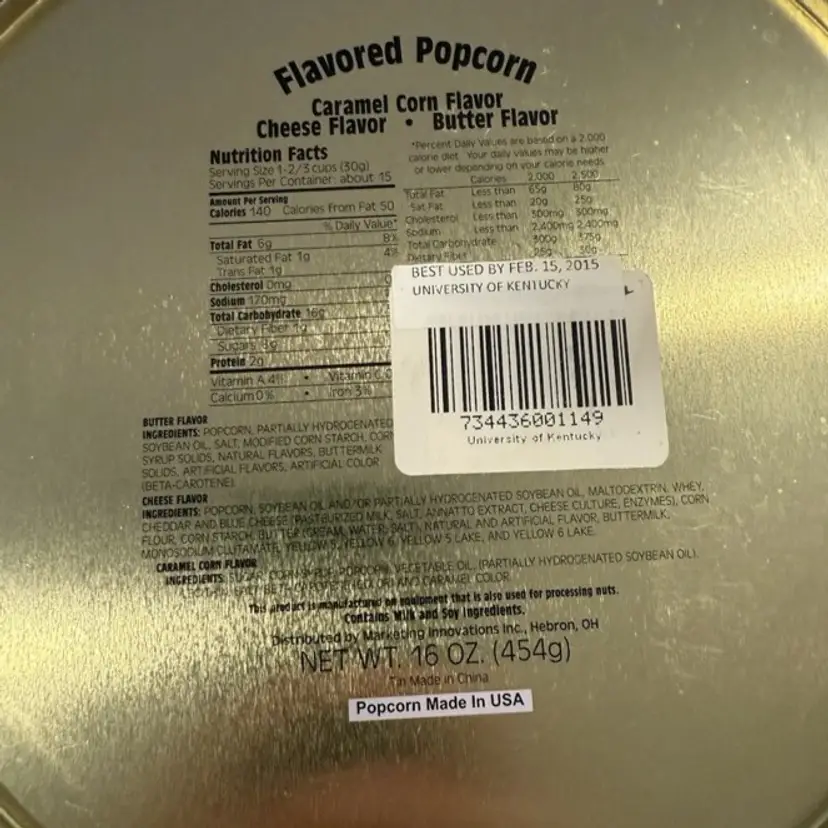 Flavored Popcorn
Caramel Corn Flavor
Cheese Flavor • Butter Flavor
Nutrition Facts
Serving Size 1-2/3 cups (30g)
Servings Per Container: about 15
Amount Per Serving
Calories 140 Calories from Fat 50
% Daily Value*
Total Fat 6g 8%
Saturated Fat 1g 4%
Trans Fat 1g
Cholesterol 0mg
Sodium 170mg
Total Carbohydrate 16g
Dietary Fiber 1g
Sugars
Protein 2g
Vitamin A 4% • Vitamin C
Calcium 0% • Iron 3%
*Percent Daily Values are based on a 2,000
calorie diet. Your daily values may be higher
or lower depending on your calorie needs
Calories 2,000 2,500
Total Fat Less than 65g 80g
Sat Fat Less than 20g 25g
Cholesterol Less than 300mg 300mg
Sodium Less than 2,400mg 2,400mg
Total Carbohydrate 300g 375g
Dietary Fiber 25g 30g
BEST USED BY FEB. 15, 2015
UNIVERSITY OF KENTUCKY
734436001149
University of Kentucky
BUTTER FLAVOR
INGREDIENTS: POPCORN, PARTIALLY HYDROGENATED
SOYBEAN OIL, SALT, MODIFIED CORN STARCH, CORN
SYRUP SOLIDS, NATURAL FLAVORS, BUTTERMILK
SOLIDS, ARTIFICIAL FLAVORS, ARTIFICIAL COLOR
(BETA-CAROTENE)
CHEESE FLAVOR
INGREDIENTS: POPCORN, SOYBEAN OIL AND/OR PARTIALLY HYDROGENATED SOYBEAN OIL, MALTODEXTRIN, WHEY,
CHEDDAR AND BLUE CHEESE (PASTEURIZED MILK, SALT, ANNATTO EXTRACT, CHEESE CULTURE, ENZYMES), CORN
FLOUR, CORN STARCH, BUTTER (CREAM, WATER, SALT), NATURAL AND ARTIFICIAL FLAVOR, BUTTERMILK,
MONOSODIUM GLUTAMATE, YELLOW 5, YELLOW 6, YELLOW 5 LAKE, AND YELLOW 6 LAKE.
CARAMEL CORN FLAVOR
INGREDIENTS: SUGAR, CORN SYRUP, POPCORN, VEGETABLE OIL, (PARTIALLY HYDROGENATED SOYBEAN OIL),
AND CARAMEL COLOR
This product is manufactured on equipment that is also used for processing nuts.
Contains Milk and Soy Ingredients.
Distributed by Marketing Innovations Inc., Hebron, OH
NET WT. 16 OZ. (454g)
Tin Made in China
Popcorn Made In USA